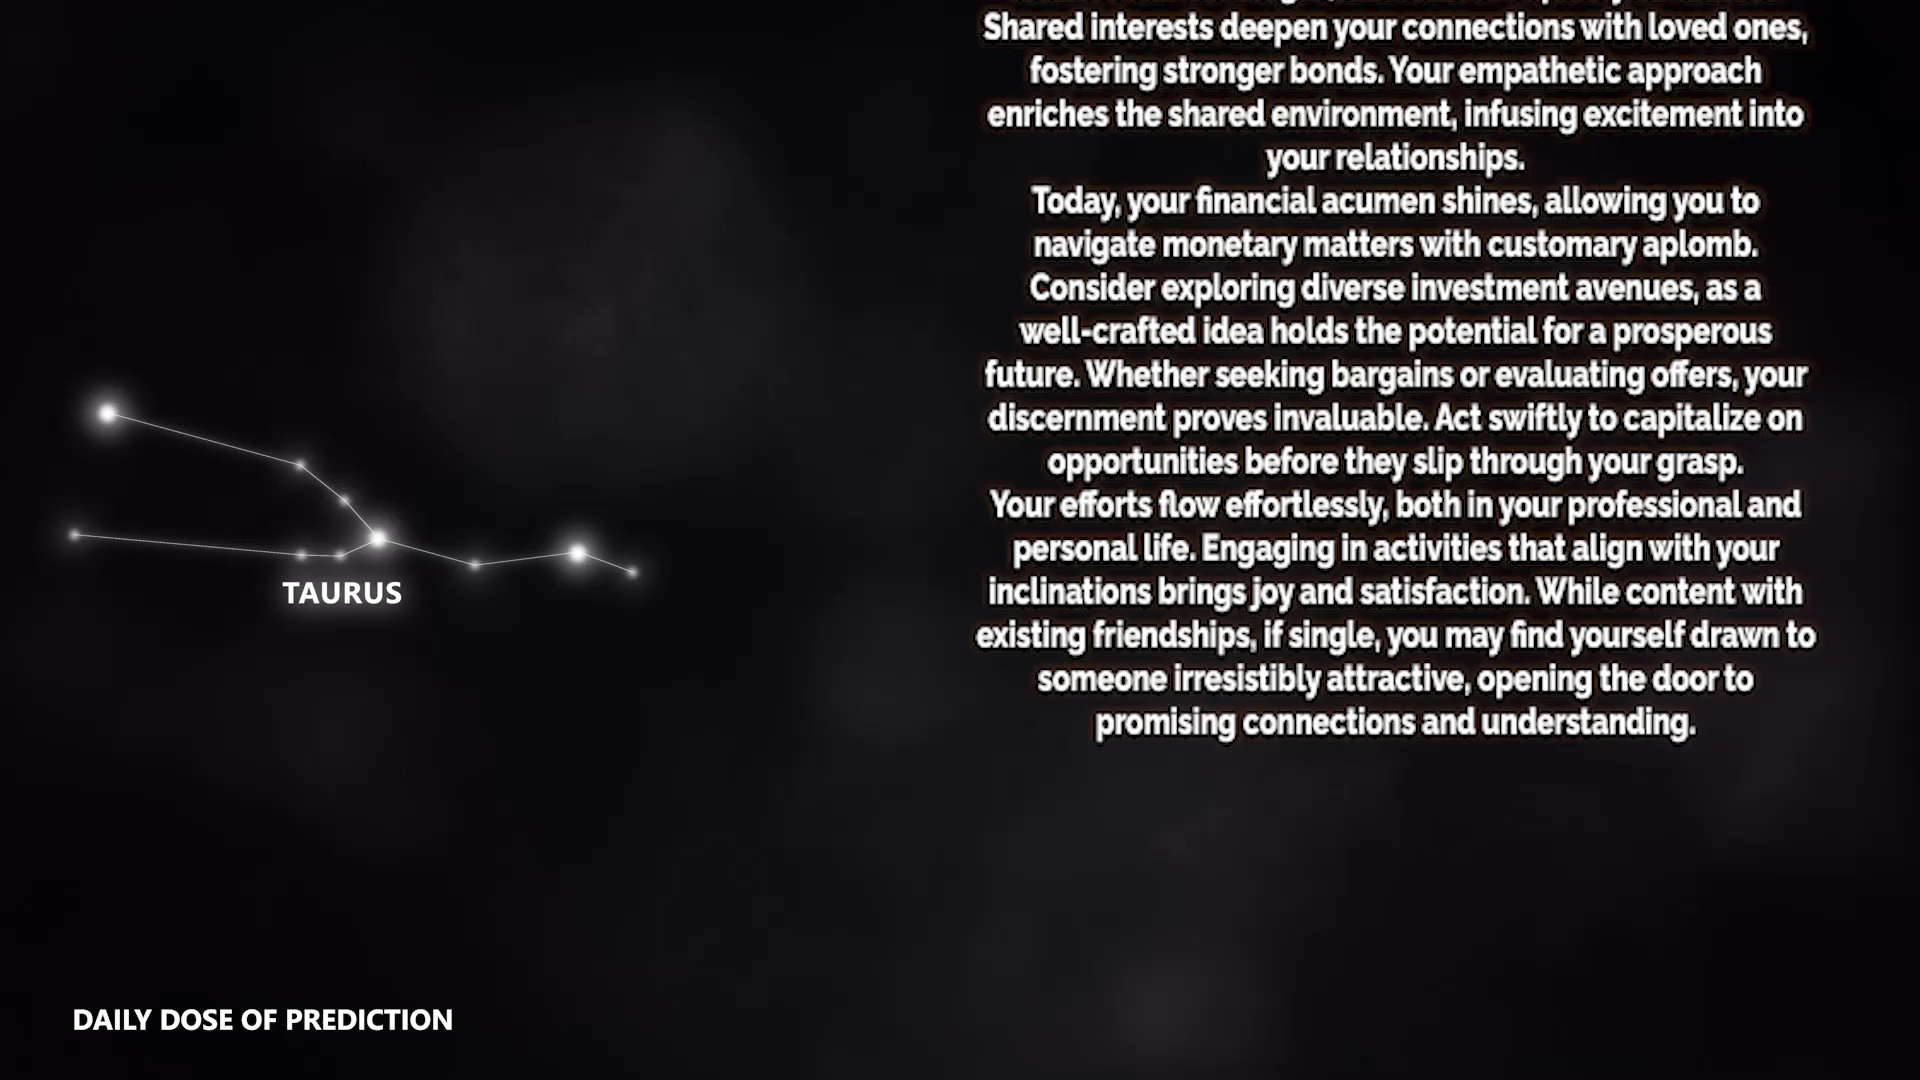 Shared interests deepen your connections with loved ones,
fostering stronger bonds. Your empathetic approach
enriches the shared environment, infusing excitement into
your relationships.
Today, your financial acumen shines, allowing you to
navigate monetary matters with customary aplomb.
Consider exploring diverse investment avenues, as a
well-crafted idea holds the potential for a prosperous
future. Whether seeking bargains or evaluating offers, your
discernment proves invaluable. Act swiftly to capitalize on
opportunities before they slip through your grasp.
Your efforts flow effortlessly, both in your professional and
personal life. Engaging in activities that align with your
inclinations brings joy and satisfaction. While content with
existing friendships, if single, you may find yourself drawn to
someone irresistibly attractive, opening the door to
promising connections and understanding.
TAURUS
DAILY DOSE OF PREDICTION